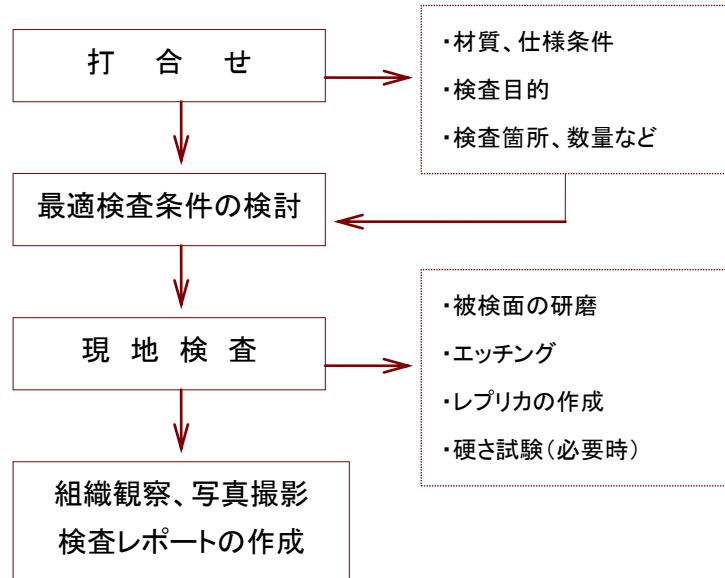 打 合 せ
・材質、仕様条件
・検査目的
・検査箇所、数量など
最適検査条件の検討
現 地 検 査
・被検面の研磨
・エッチング
・レプリカの作成
・硬さ試験(必要時)
組織観察、写真撮影
検査レポートの作成